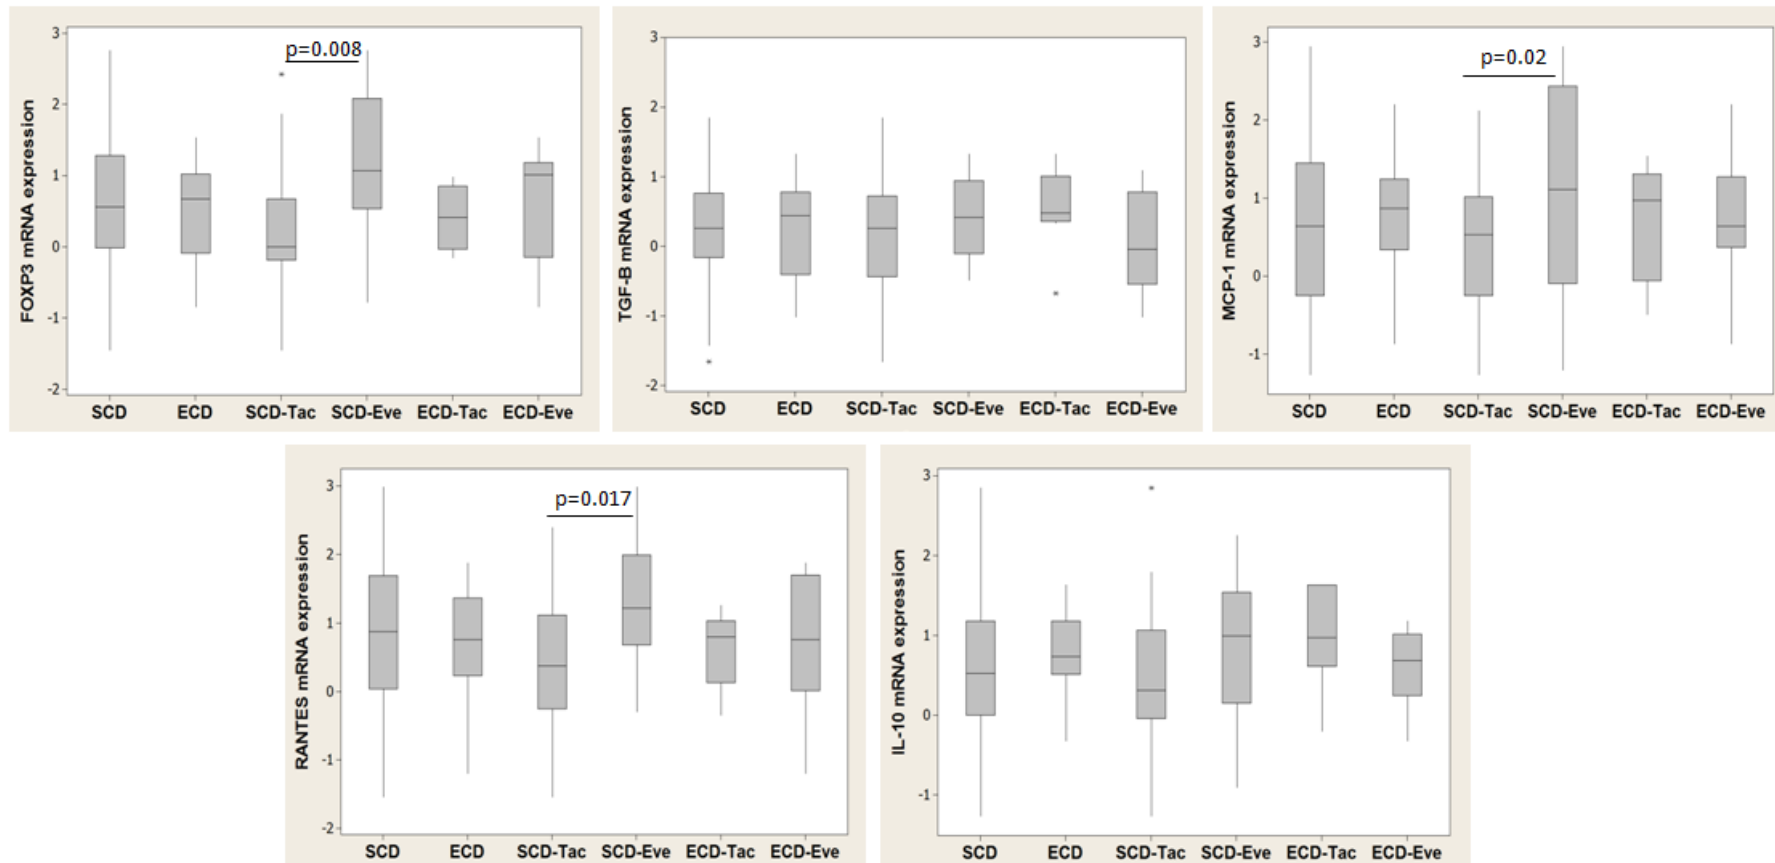 FOXP3 mRNA expression
3
2
1
0
-1
-2
p=0.008
SCD ECD SCD-Tac SCD-Eve ECD-Tac ECD-Eve
TGF-B mRNA expression
3
2
1
0
-1
-2
SCD ECD SCD-Tac SCD-Eve ECD-Tac ECD-Eve
MCP-1 mRNA expression
3
2
1
0
-1
p=0.02
SCD ECD SCD-Tac SCD-Eve ECD-Tac ECD-Eve
RANTES mRNA expression
3
2
1
0
-1
-2
p=0.017
SCD ECD SCD-Tac SCD-Eve ECD-Tac ECD-Eve
IL-10 mRNA expression
3
2
1
0
-1
SCD ECD SCD-Tac SCD-Eve ECD-Tac ECD-Eve